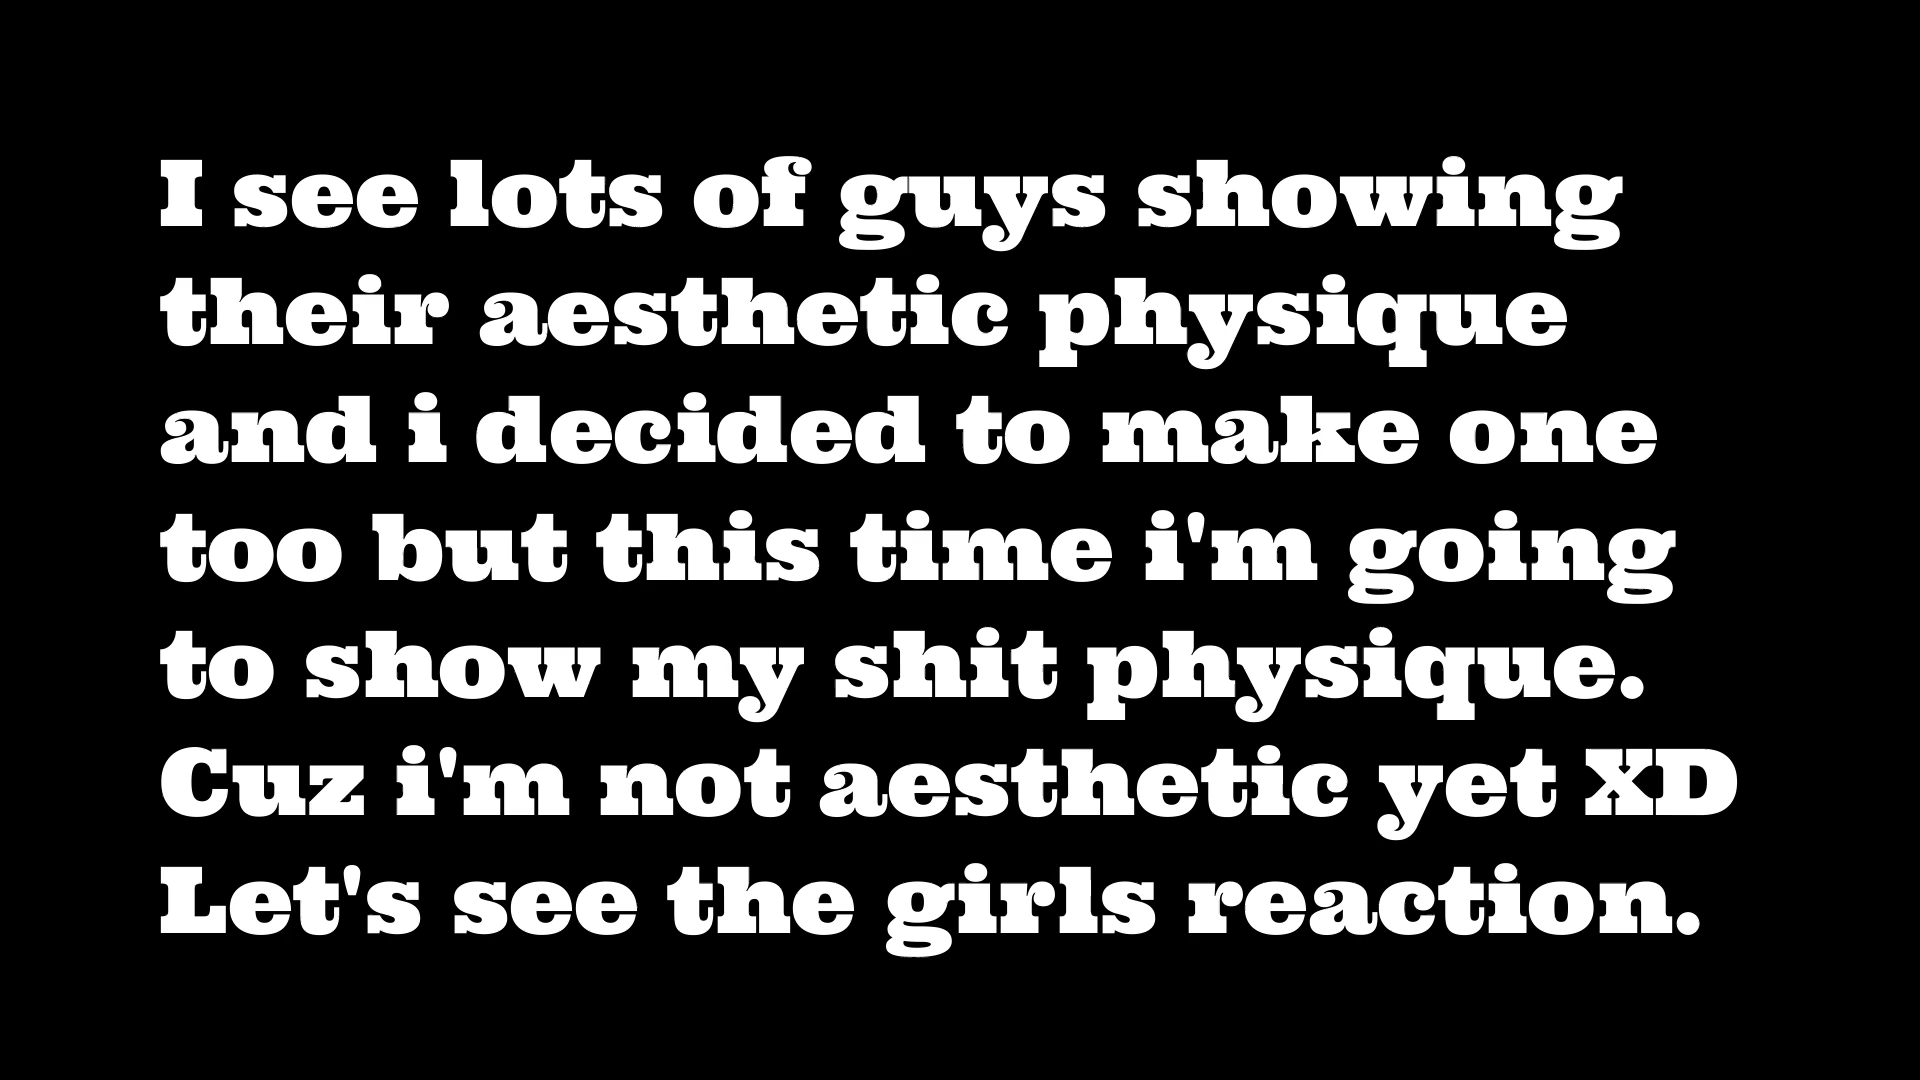 I see lots of guys showing
their aesthetic physique
and i decided to make one
too but this time i'm going
to show my shit physique.
Cuz i'm not aesthetic yet XD
Let's see the girls reaction.